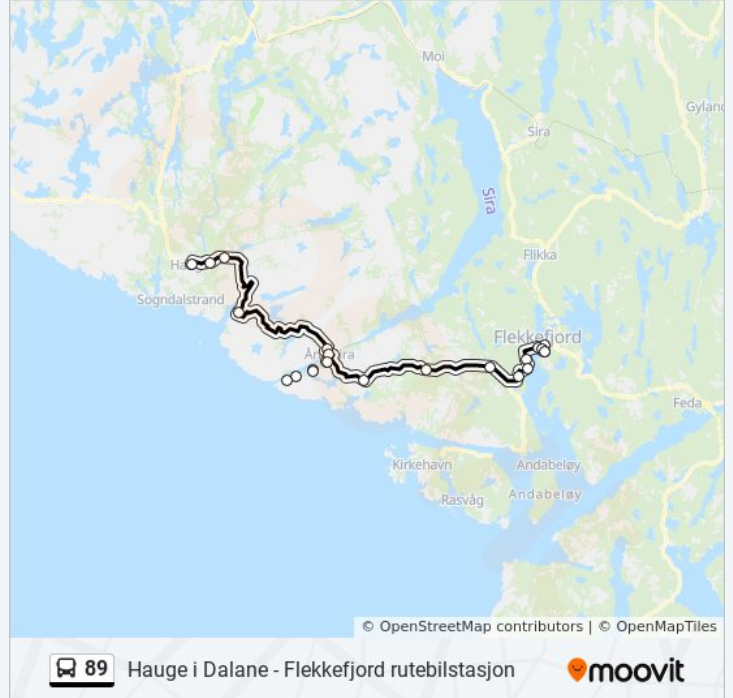 Moi
Gyland
Sira
Sira
Flikka
Sogndalstrand
Flekkefjord
Feda
Kirkehavn
Andabeløy
Rasvåg
Andabeløy
© OpenStreetMap contributors | © OpenMapTiles
89 Hauge i Dalane - Flekkefjord rutebilstasjon
moovit